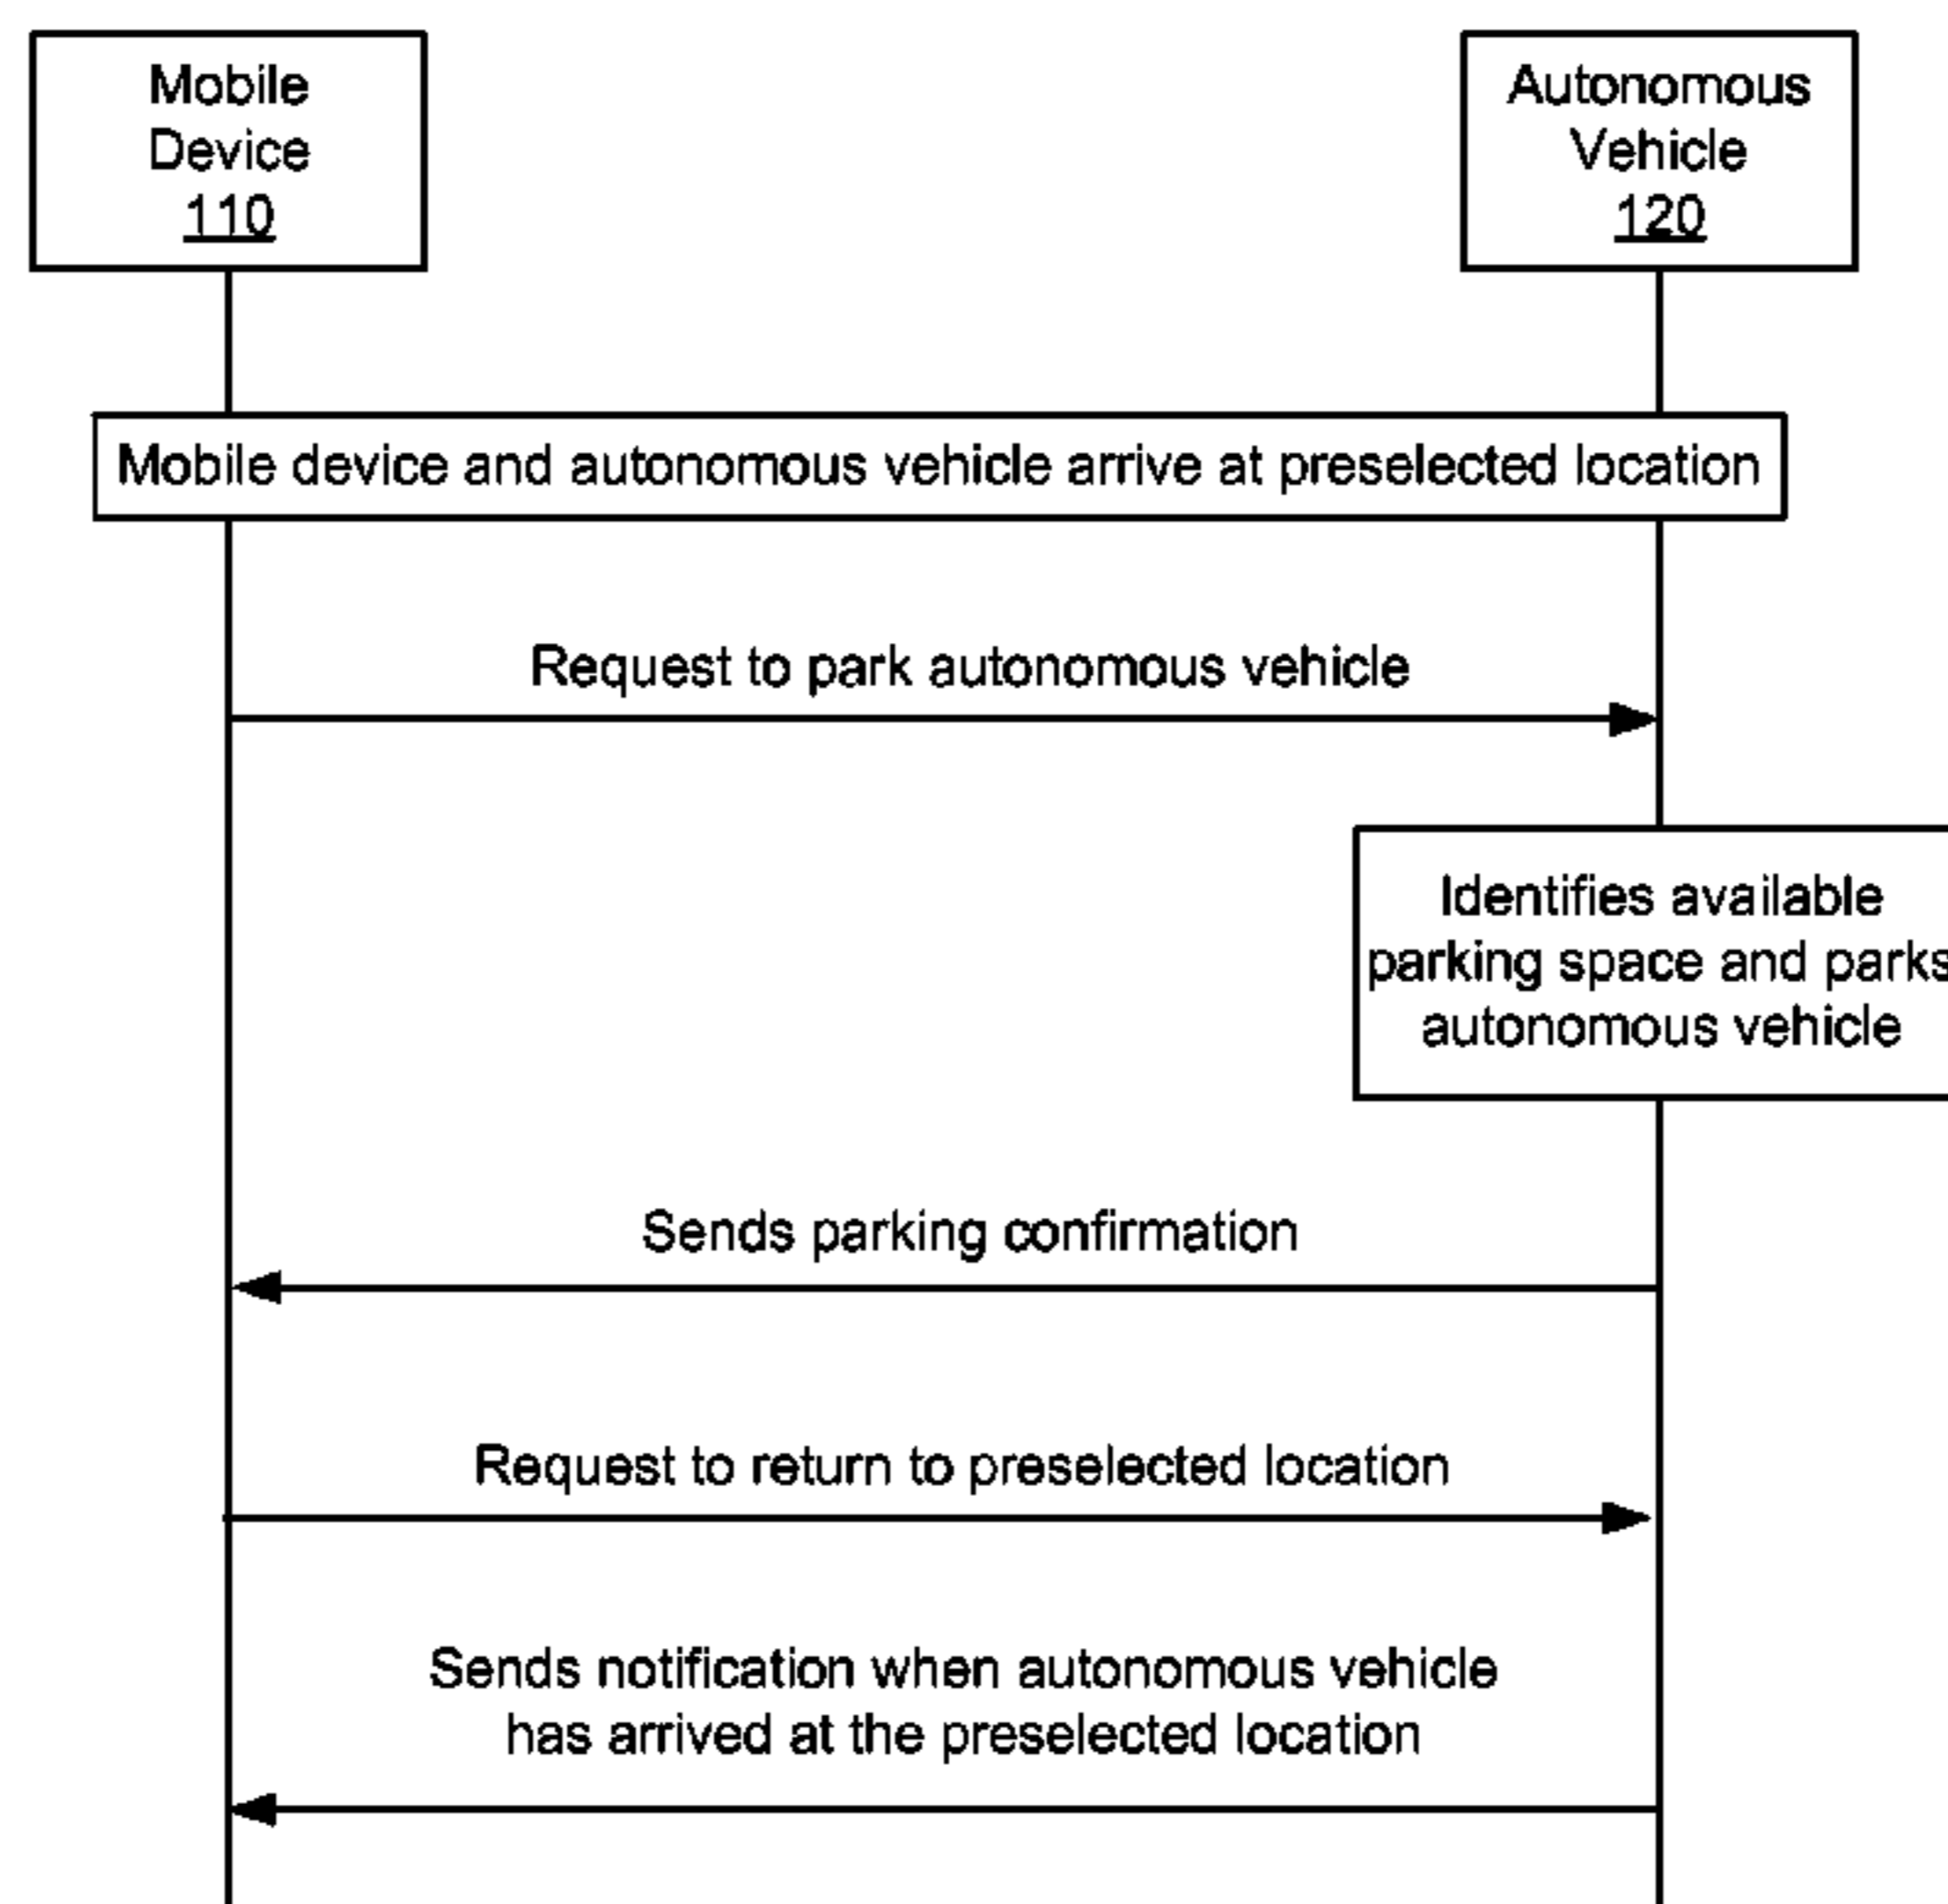 Mobile
Device
110
Autonomous
Vehicle
120
Mobile device and autonomous vehicle arrive at preselected location
Request to park autonomous vehicle
Identifies available
parking space and parks
autonomous vehicle
Sends parking confirmation
Request to return to preselected location
Sends notification when autonomous vehicle
has arrived at the preselected location